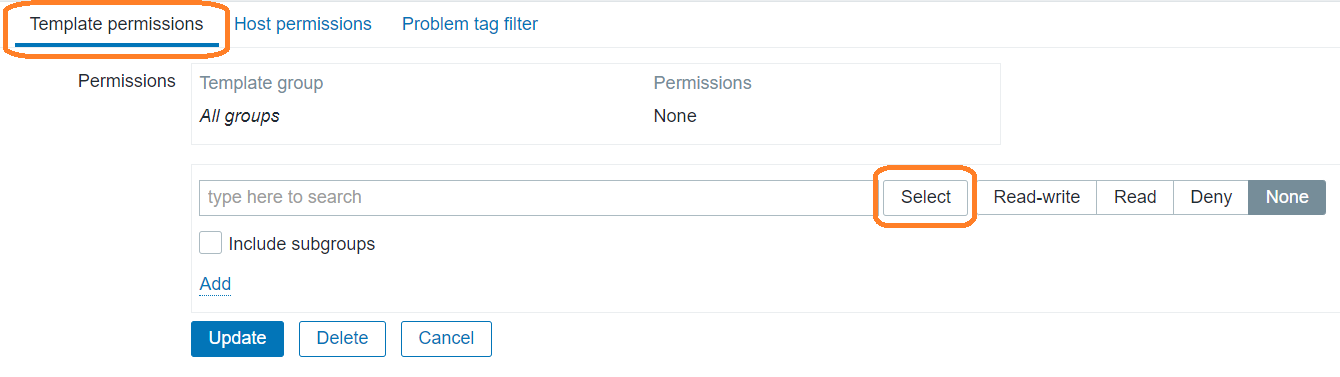 Template permissions Host permissions Problem tag filter
Permissions Template group Permissions
All groups None
type here to search Select Read-write Read Deny None
Include subgroups
Add
Update Delete Cancel